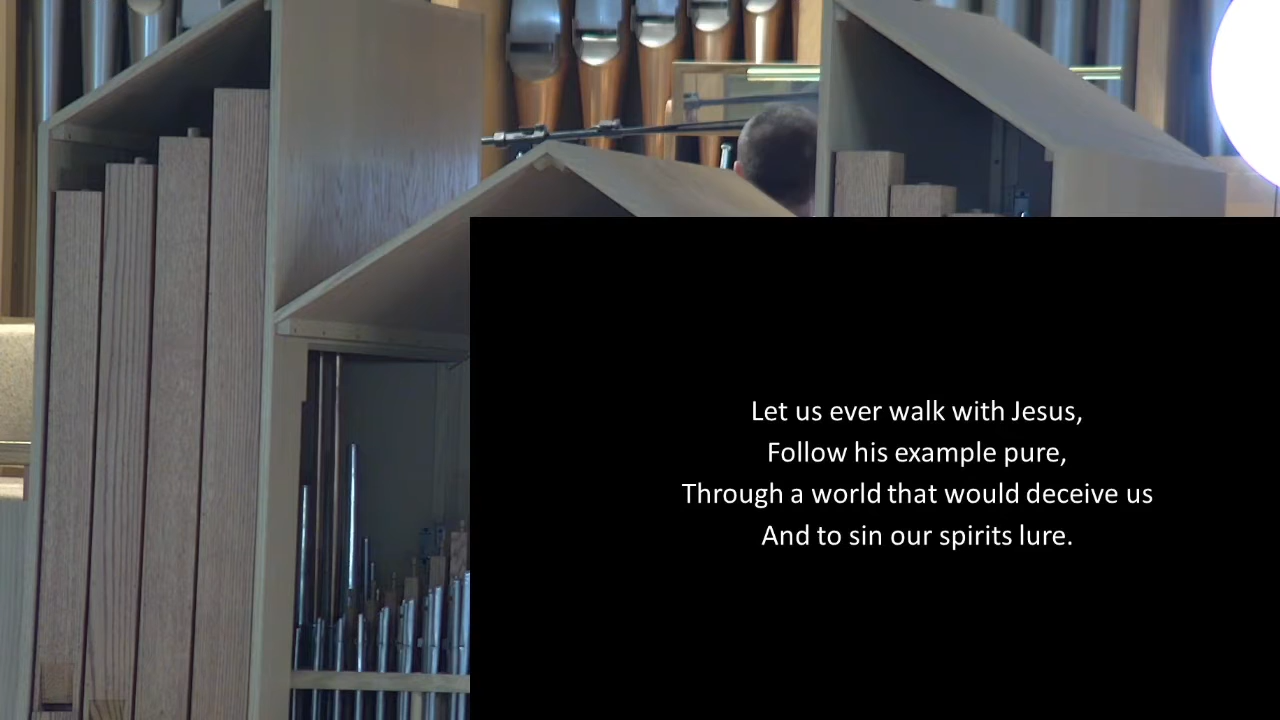 Let us ever walk with Jesus,
Follow his example pure,
Through a world that would deceive us
And to sin our spirits lure.